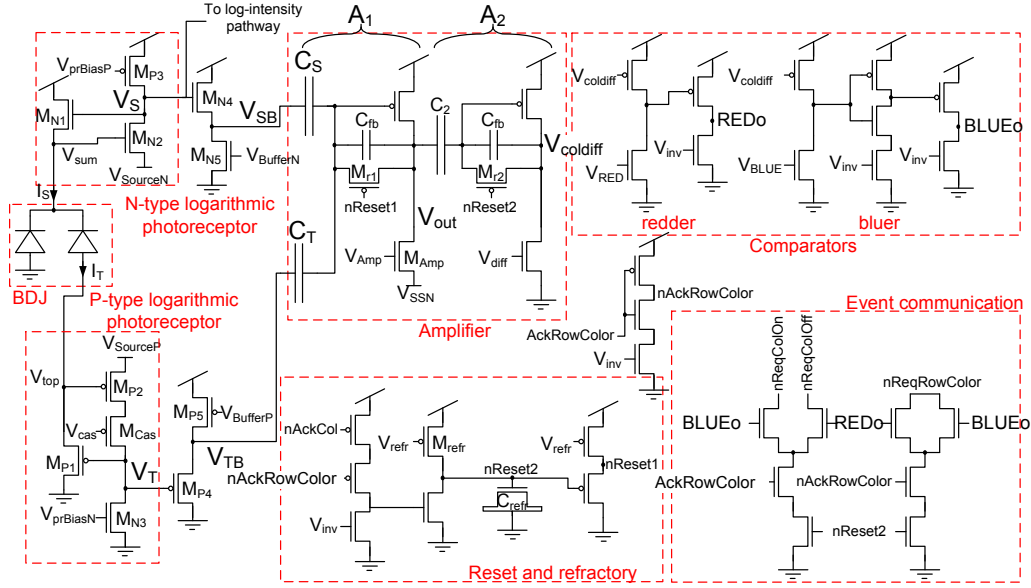 To log-intensity
pathway
A1
A2
VprBiasP
MP3
VS
MN4
MN1
MN2
Vsum
VSourceN
VSB
MN5
VBufferN
IS
N-type logarithmic
photoreceptor
CS
Cfb
Mr1
nReset1
C2
Cfb
Mr2
nReset2
Vcoldiff
Vout
CT
VAmp
MAmp
VSSN
Vdiff
Amplifier
Vcoldiff
REDo
VRED
Vinv
redder
Vcoldiff
BLUEo
VBLUE
Vinv
Vinv
bluer
Comparators
BDJ
IT
P-type logarithmic
photoreceptor
VSourceP
Vtop
MP2
Vcas
MCas
MP1
VT
VprBiasN
MN3
MP5
VBufferP
VTB
MP4
nAckRowColor
AckRowColor
Vinv
nAckCol
nAckRowColor
Vinv
Vrefr
Mrefr
nReset2
Crefr
Vrefr
nReset1
Reset and refractory
Event communication
nReqColOn
nReqColOff
nReqRowColor
BLUEo
REDo
BLUEo
AckRowColor
nAckRowColor
nReset2